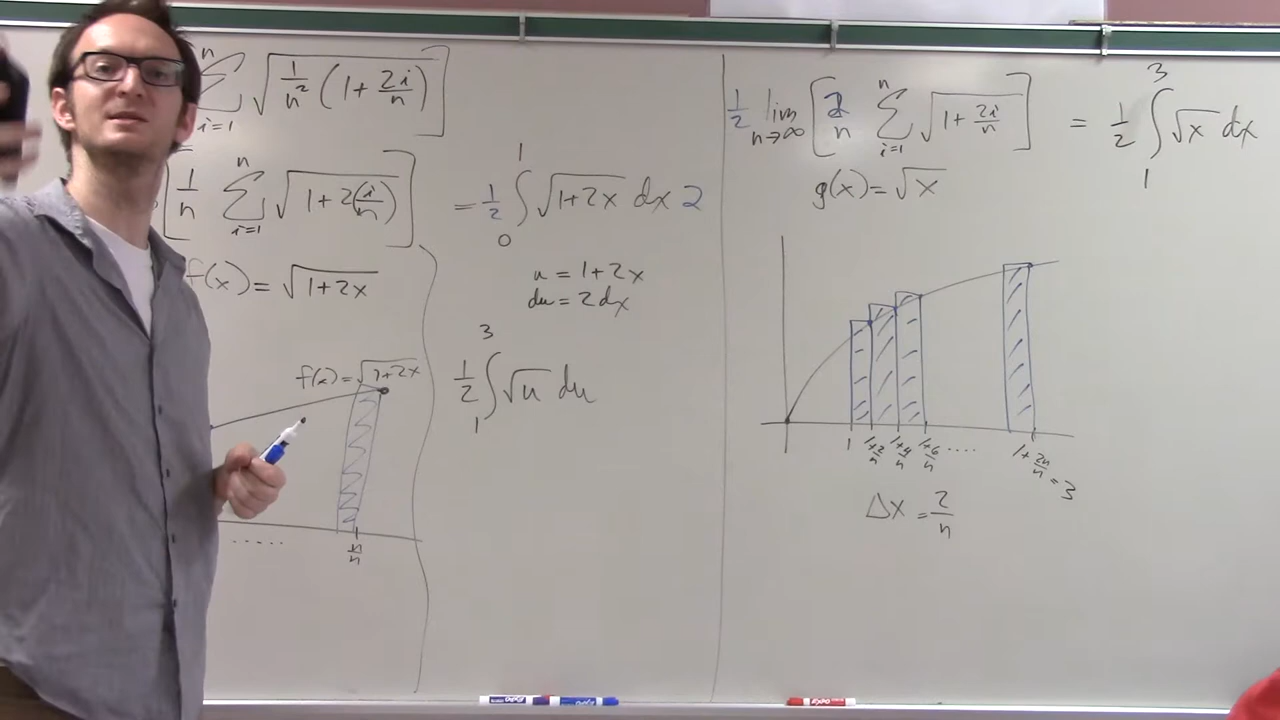 n
∑ √(1/n² (1 + 2i/n)) ]
i=1
[ 1/n ∑ √(1 + 2(i/n)) ] = 1/2 ∫ √(1+2x) dx 2
n
i=1
1
0
f(x) = √(1+2x)
u = 1+2x
du = 2dx
3
1/2 ∫ √u du
1
f(x) = √(1+2x)
.....
n/n
1/2 lim [ 2/n ∑ √(1 + 2i/n) ] = 1/2 ∫ √x dx
n→∞
n
i=1
3
1
g(x) = √x
1 1+2/n 1+4/n 1+6/n .... 1+2n/n = 3
Δx = 2/n
EXPO